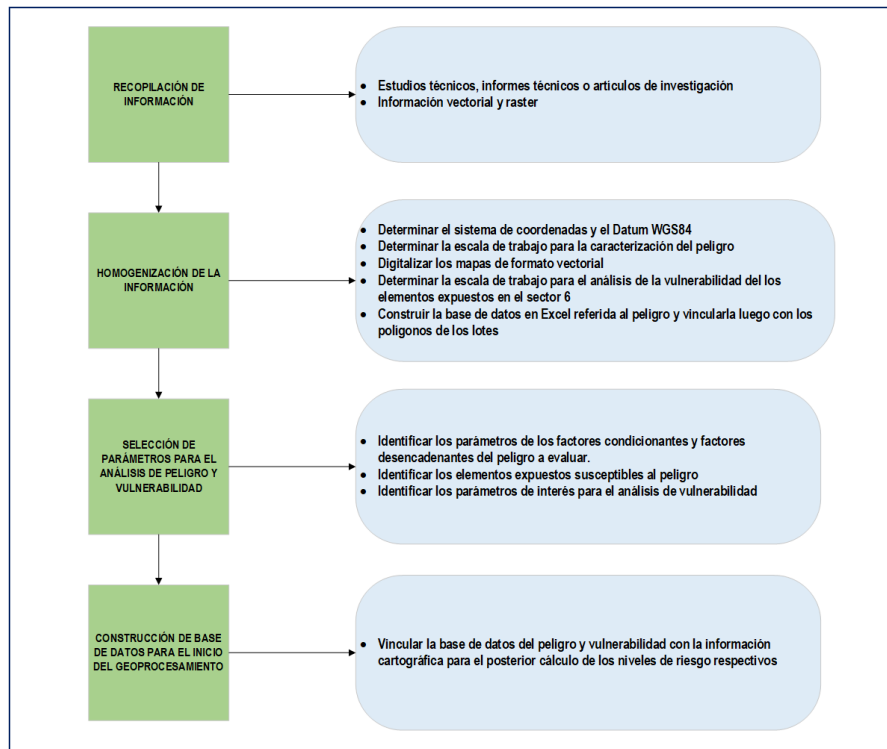 RECOPILACIÓN DE
INFORMACIÓN
• Estudios técnicos, informes técnicos o artículos de investigación
• Información vectorial y raster
HOMOGENIZACIÓN DE LA
INFORMACIÓN
• Determinar el sistema de coordenadas y el Datum WGS84
• Determinar la escala de trabajo para la caracterización del peligro
• Digitalizar los mapas de formato vectorial
• Determinar la escala de trabajo para el análisis de la vulnerabilidad del los
elementos expuestos en el sector 6
• Construir la base de datos en Excel referida al peligro y vincularla luego con los
polígonos de los lotes
SELECCIÓN DE
PARÁMETROS PARA EL
ANÁLISIS DE PELIGRO Y
VULNERABILIDAD
• Identificar los parámetros de los factores condicionantes y factores
desencadenantes del peligro a evaluar.
• Identificar los elementos expuestos susceptibles al peligro
• Identificar los parámetros de interés para el análisis de vulnerabilidad
CONSTRUCCIÓN DE BASE
DE DATOS PARA EL INICIO
DEL GEOPROCESAMIENTO
• Vincular la base de datos del peligro y vulnerabilidad con la información
cartográfica para el posterior cálculo de los niveles de riesgo respectivos